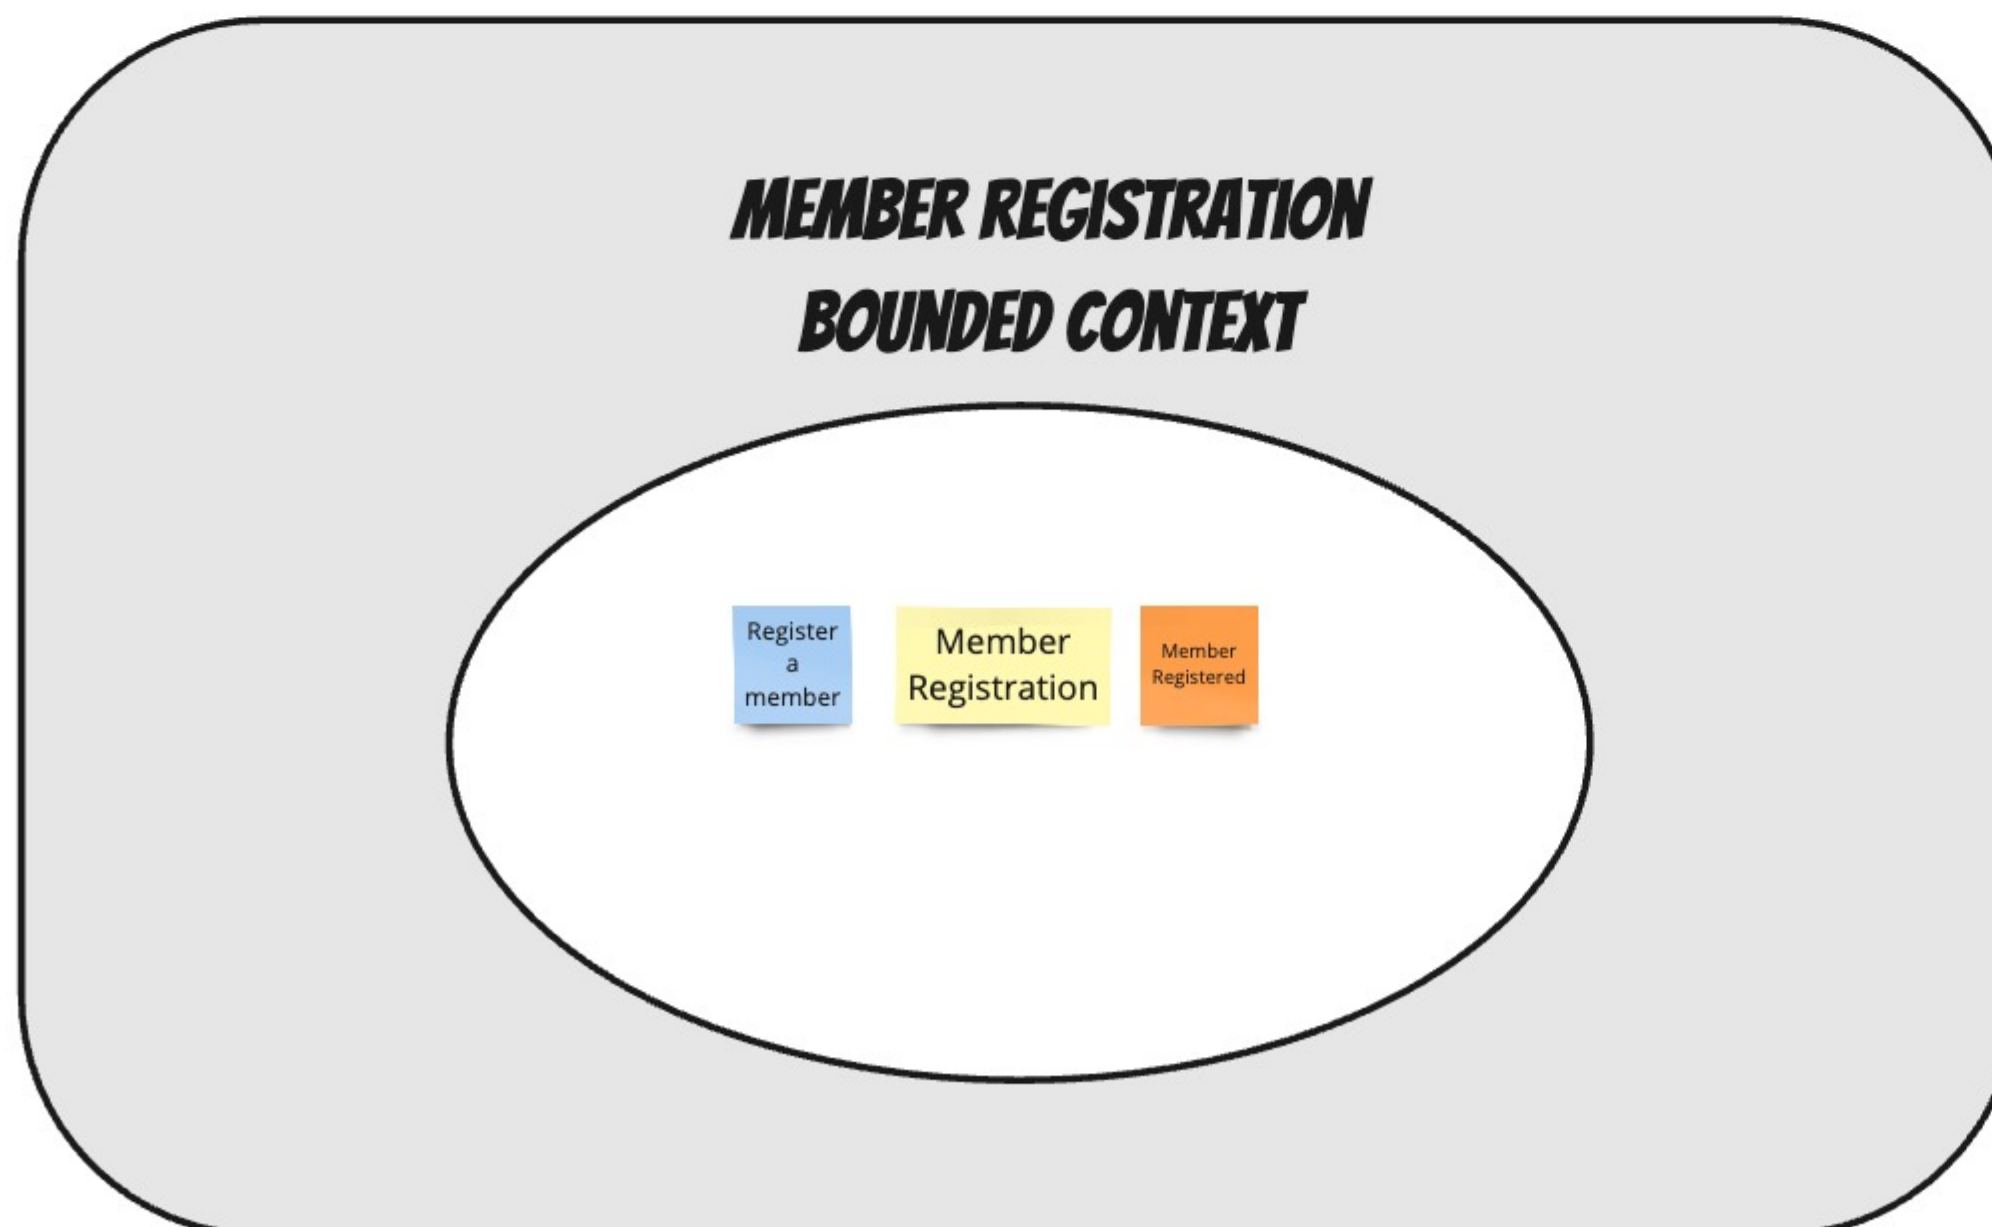 MEMBER REGISTRATION
BOUNDED CONTEXT
Register
a
member
Member
Registration
Member
Registered